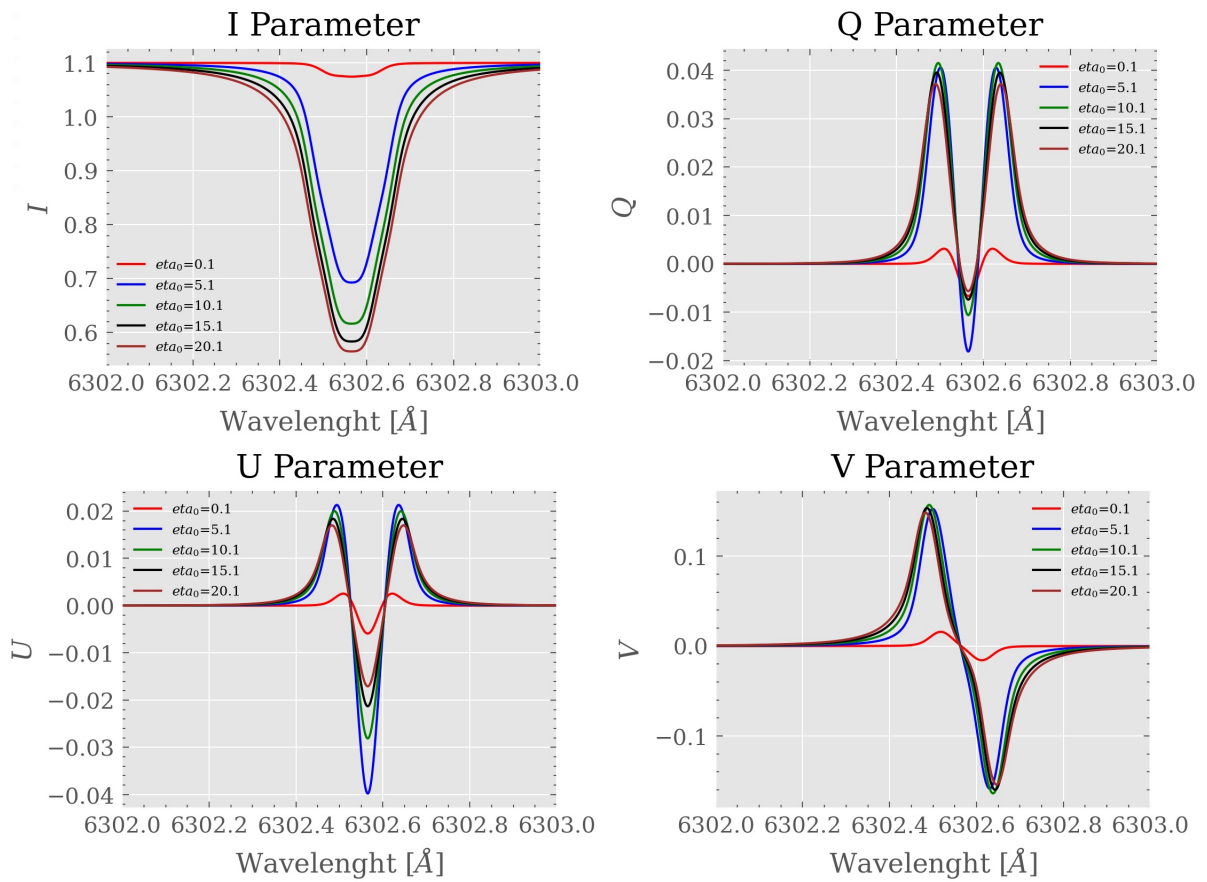 I Parameter
I
1.1
1.0
0.9
0.8
0.7
0.6
eta₀=0.1
eta₀=5.1
eta₀=10.1
eta₀=15.1
eta₀=20.1
6302.0 6302.2 6302.4 6302.6 6302.8 6303.0
Wavelenght [Å]
Q Parameter
Q
0.04
0.03
0.02
0.01
0.00
−0.01
−0.02
eta₀=0.1
eta₀=5.1
eta₀=10.1
eta₀=15.1
eta₀=20.1
6302.0 6302.2 6302.4 6302.6 6302.8 6303.0
Wavelenght [Å]
U Parameter
U
0.02
0.01
0.00
−0.01
−0.02
−0.03
−0.04
eta₀=0.1
eta₀=5.1
eta₀=10.1
eta₀=15.1
eta₀=20.1
6302.0 6302.2 6302.4 6302.6 6302.8 6303.0
Wavelenght [Å]
V Parameter
V
0.1
0.0
−0.1
eta₀=0.1
eta₀=5.1
eta₀=10.1
eta₀=15.1
eta₀=20.1
6302.0 6302.2 6302.4 6302.6 6302.8 6303.0
Wavelenght [Å]